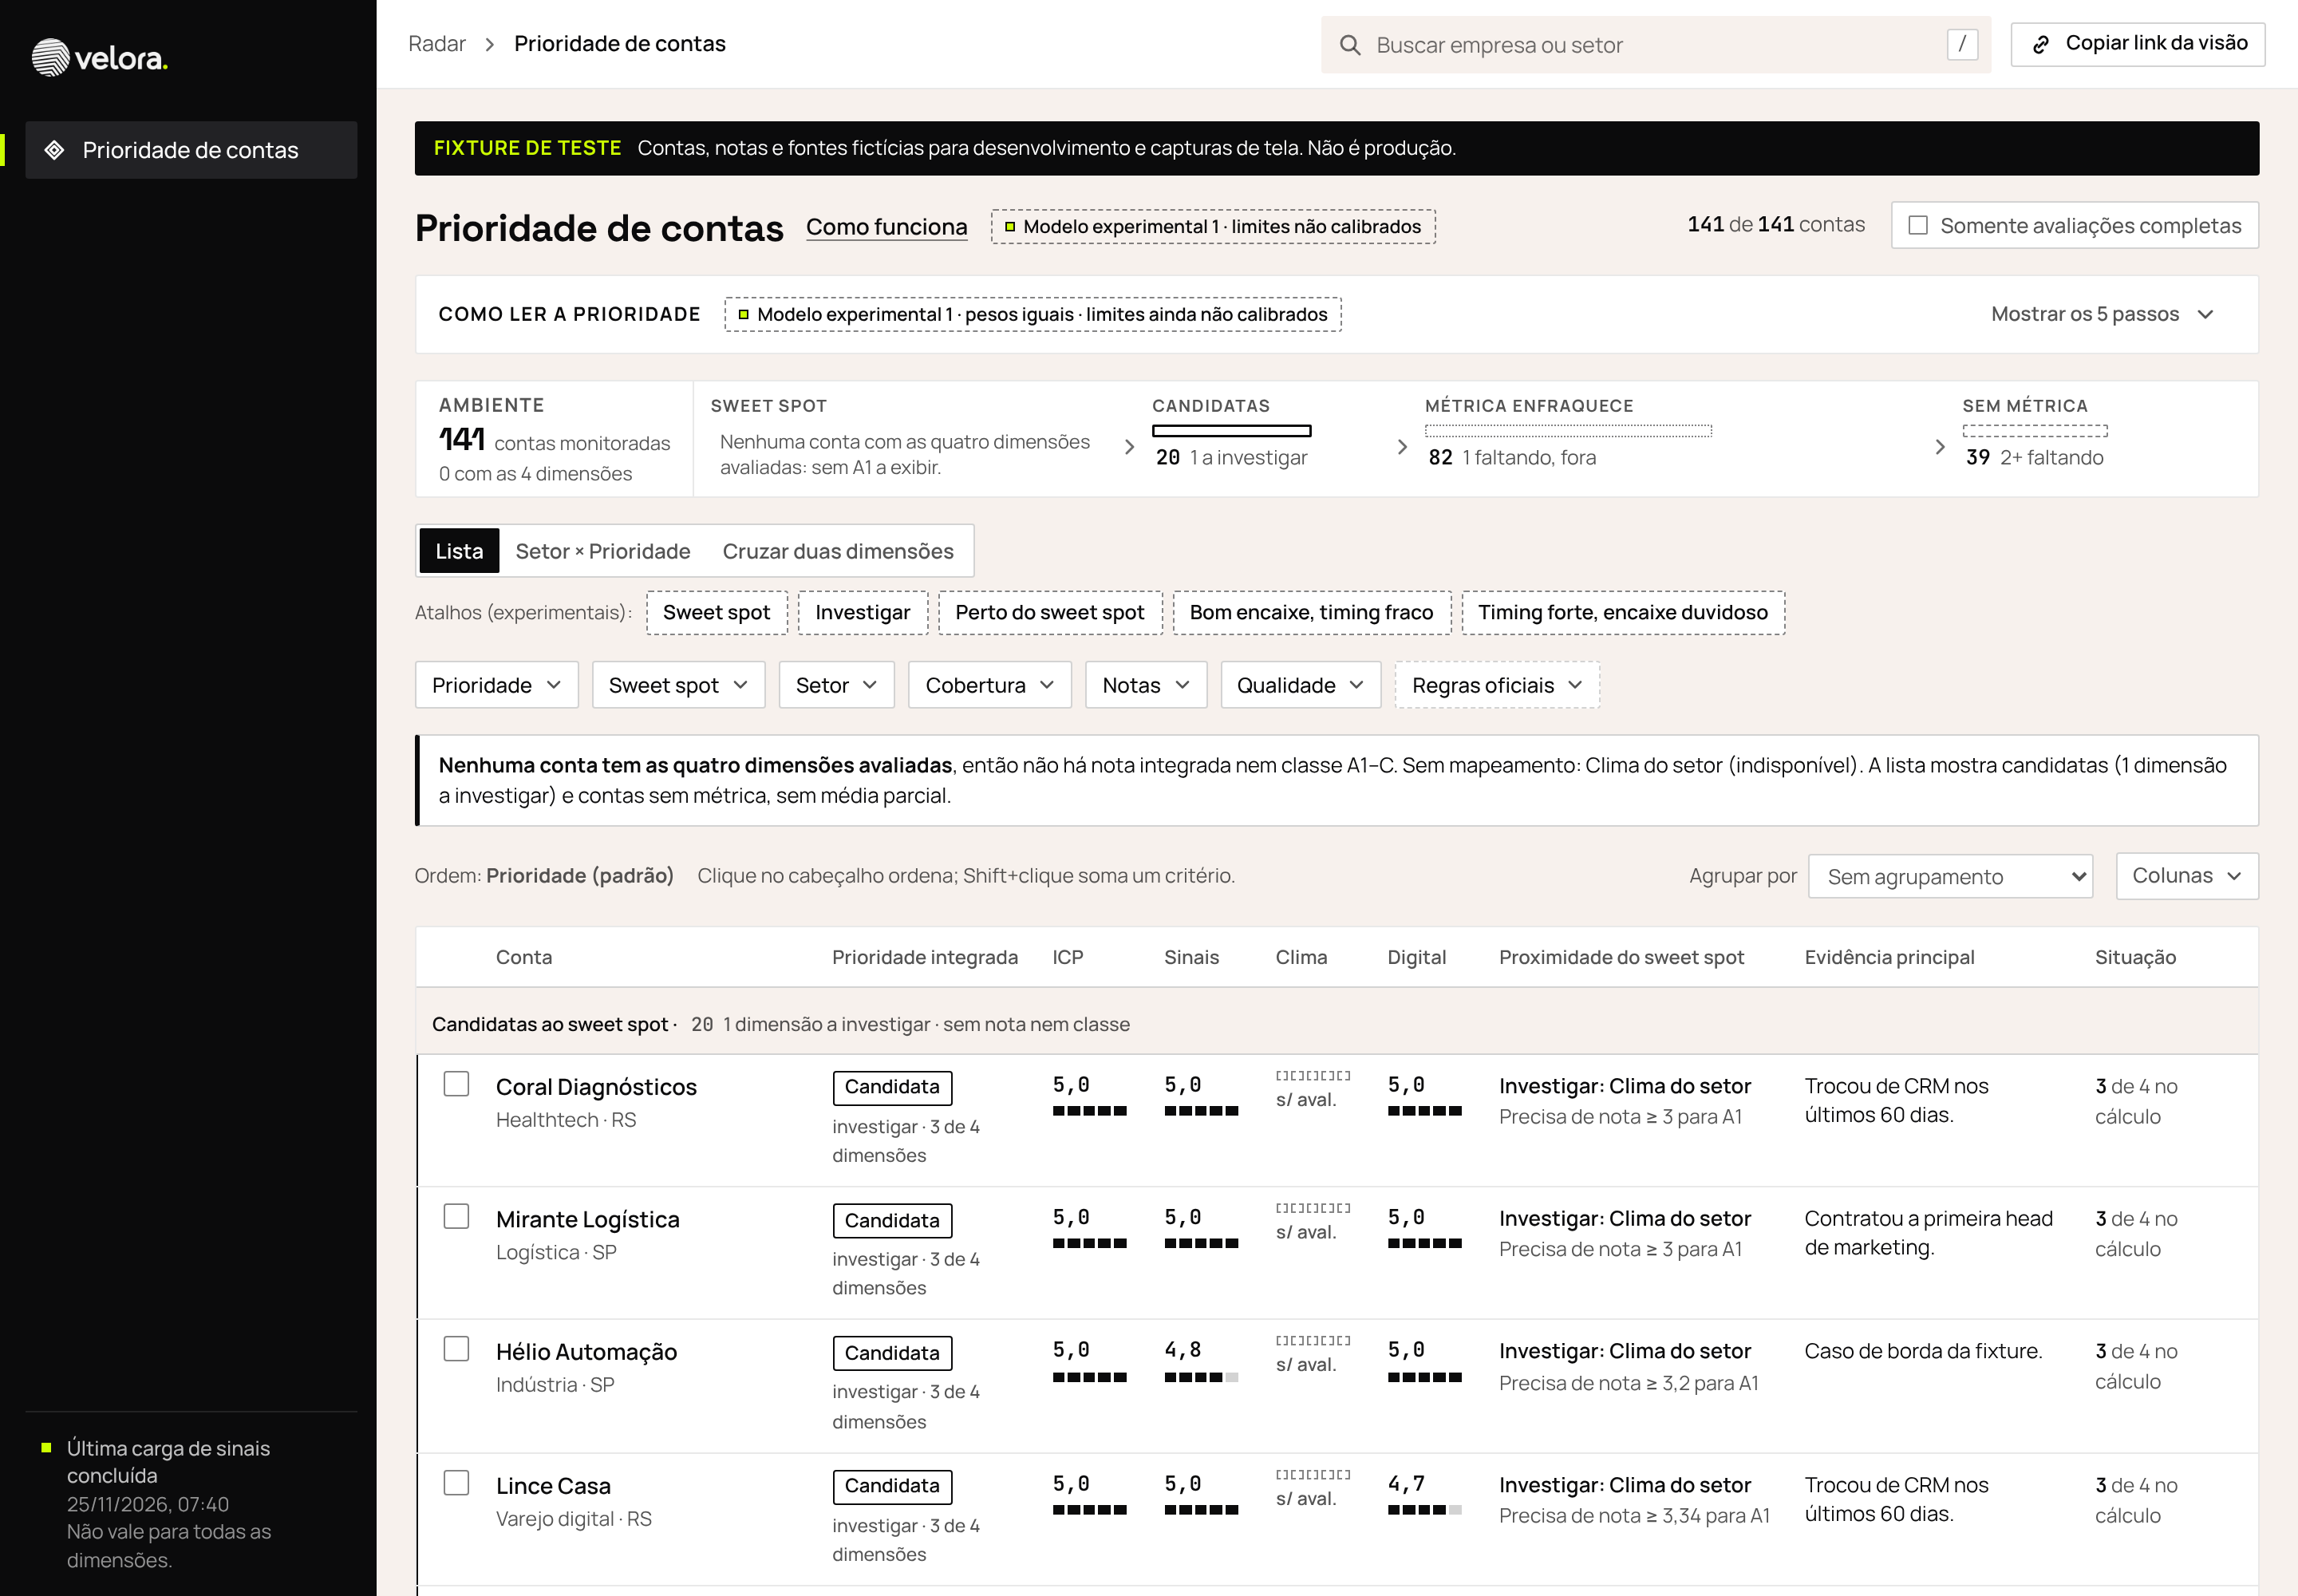 velora.
Prioridade de contas
Última carga de sinais
concluída
25/11/2026, 07:40
Não vale para todas as
dimensões.
Radar > Prioridade de contas
Buscar empresa ou setor /
Copiar link da visão
FIXTURE DE TESTE Contas, notas e fontes fictícias para desenvolvimento e capturas de tela. Não é produção.
Prioridade de contas Como funciona Modelo experimental 1 · limites não calibrados
141 de 141 contas Somente avaliações completas
COMO LER A PRIORIDADE Modelo experimental 1 · pesos iguais · limites ainda não calibrados Mostrar os 5 passos
AMBIENTE
141 contas monitoradas
0 com as 4 dimensões
SWEET SPOT
Nenhuma conta com as quatro dimensões
avaliadas: sem A1 a exibir.
CANDIDATAS
20 1 a investigar
MÉTRICA ENFRAQUECE
82 1 faltando, fora
SEM MÉTRICA
39 2+ faltando
Lista Setor × Prioridade Cruzar duas dimensões
Atalhos (experimentais): Sweet spot Investigar Perto do sweet spot Bom encaixe, timing fraco Timing forte, encaixe duvidoso
Prioridade Sweet spot Setor Cobertura Notas Qualidade Regras oficiais
Nenhuma conta tem as quatro dimensões avaliadas, então não há nota integrada nem classe A1–C. Sem mapeamento: Clima do setor (indisponível). A lista mostra candidatas (1 dimensão
a investigar) e contas sem métrica, sem média parcial.
Ordem: Prioridade (padrão) Clique no cabeçalho ordena; Shift+clique soma um critério.
Agrupar por Sem agrupamento Colunas
Conta Prioridade integrada ICP Sinais Clima Digital Proximidade do sweet spot Evidência principal Situação
Candidatas ao sweet spot · 20 1 dimensão a investigar · sem nota nem classe
Coral Diagnósticos
Healthtech · RS
Candidata
investigar · 3 de 4
dimensões
5,0
5,0
s/ aval.
5,0
Investigar: Clima do setor
Precisa de nota ≥ 3 para A1
Trocou de CRM nos
últimos 60 dias.
3 de 4 no
cálculo
Mirante Logística
Logística · SP
Candidata
investigar · 3 de 4
dimensões
5,0
5,0
s/ aval.
5,0
Investigar: Clima do setor
Precisa de nota ≥ 3 para A1
Contratou a primeira head
de marketing.
3 de 4 no
cálculo
Hélio Automação
Indústria · SP
Candidata
investigar · 3 de 4
dimensões
5,0
4,8
s/ aval.
5,0
Investigar: Clima do setor
Precisa de nota ≥ 3,2 para A1
Caso de borda da fixture.
3 de 4 no
cálculo
Lince Casa
Varejo digital · RS
Candidata
investigar · 3 de 4
dimensões
5,0
5,0
s/ aval.
4,7
Investigar: Clima do setor
Precisa de nota ≥ 3,34 para A1
Trocou de CRM nos
últimos 60 dias.
3 de 4 no
cálculo